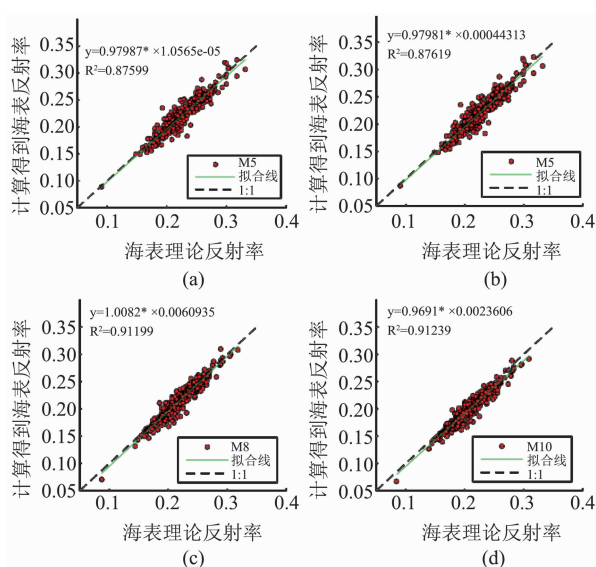 y=0.97987* ×1.0565e-05
R²=0.87599
计算得到海表反射率
0.35
0.30
0.25
0.20
0.15
0.10
0.05
M5
拟合线
1:1
0.1
0.2
0.3
0.4
海表理论反射率
(a)
y=0.97981* ×0.00044313
R²=0.87619
计算得到海表反射率
0.35
0.30
0.25
0.20
0.15
0.10
0.05
M5
拟合线
1:1
0.1
0.2
0.3
0.4
海表理论反射率
(b)
y=1.0082* ×0.0060935
R²=0.91199
计算得到海表反射率
0.35
0.30
0.25
0.20
0.15
0.10
0.05
M8
拟合线
1:1
0.1
0.2
0.3
0.4
海表理论反射率
(c)
y=0.9691* ×0.0023606
R²=0.91239
计算得到海表反射率
0.35
0.30
0.25
0.20
0.15
0.10
0.05
M10
拟合线
1:1
0.1
0.2
0.3
0.4
海表理论反射率
(d)